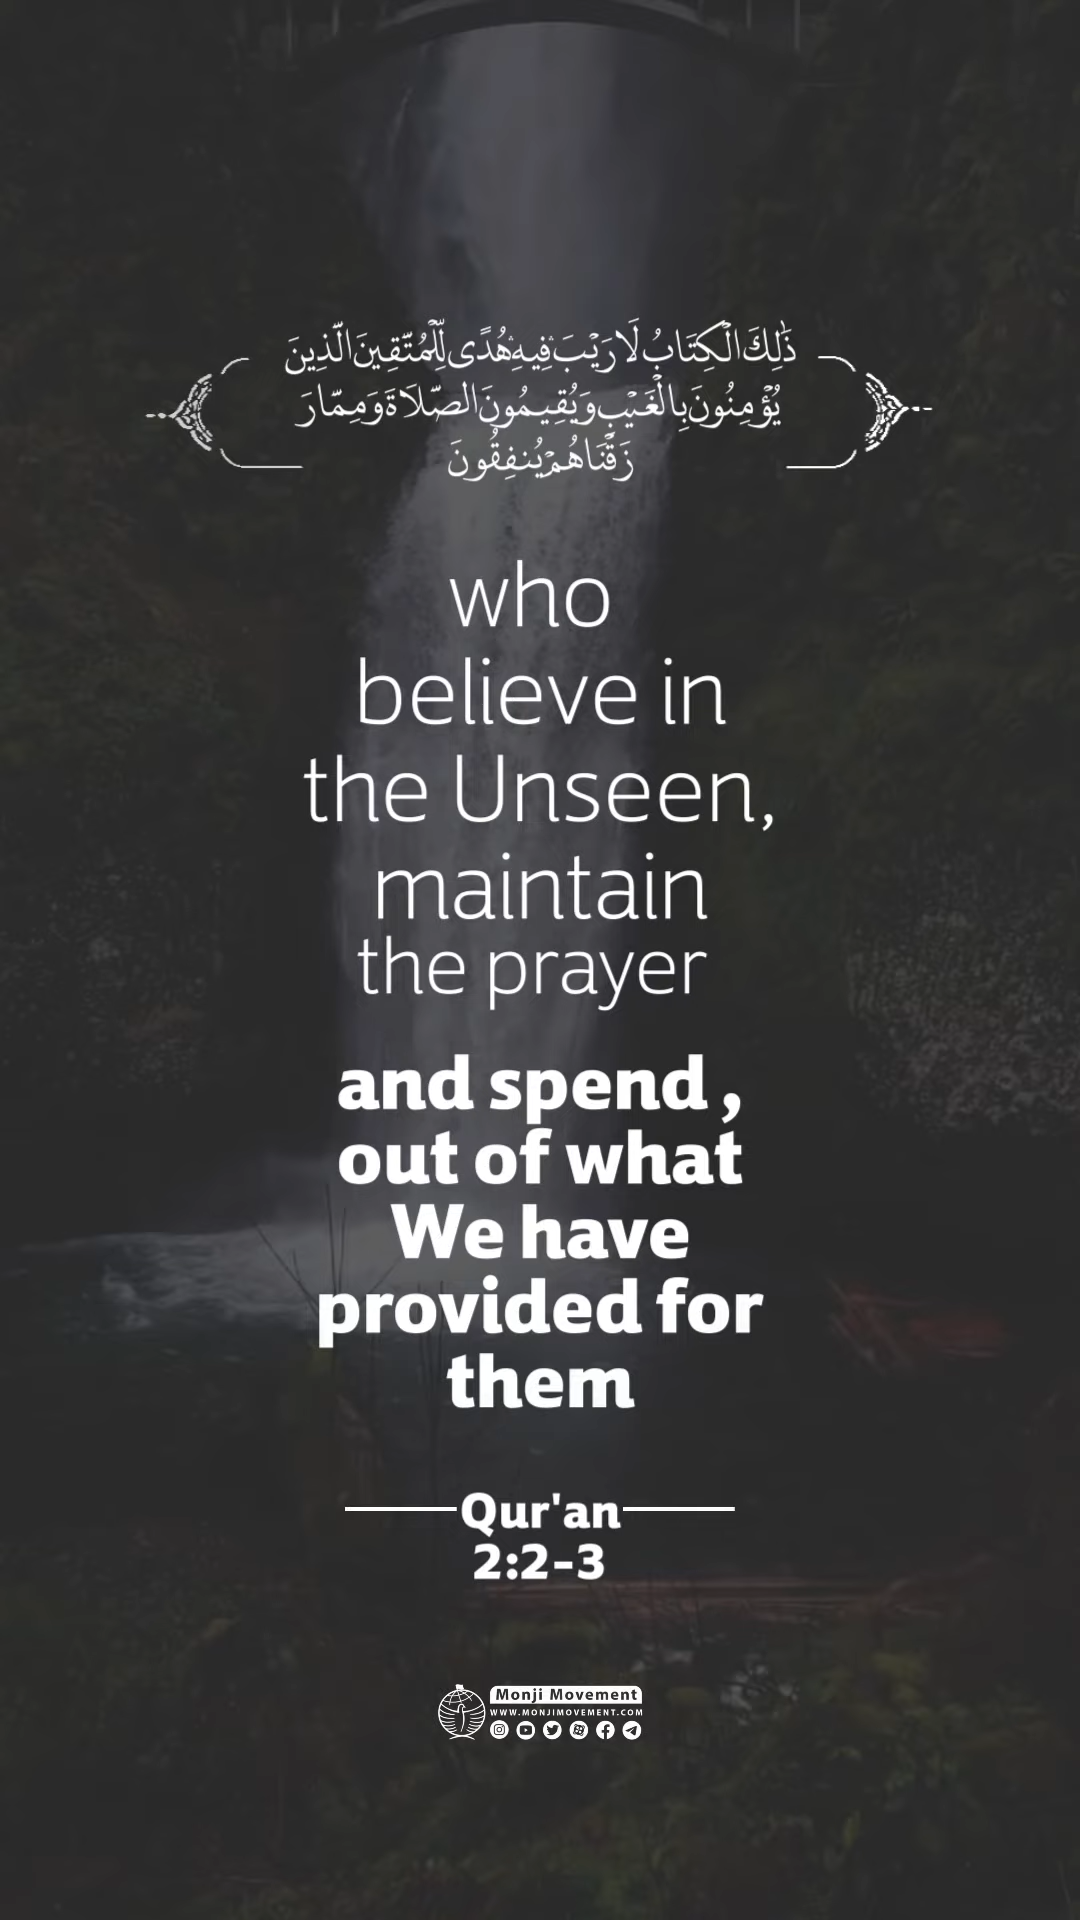 ذَٰلِكَ الْكِتَابُ لَا رَيْبَ ۛ فِيهِ ۛ هُدًى لِّلْمُتَّقِينَ الَّذِينَ
يُؤْمِنُونَ بِالْغَيْبِ وَيُقِيمُونَ الصَّلَاةَ وَمِمَّا رَ
زَقْنَاهُمْ يُنفِقُونَ
who
believe in
the Unseen,
maintain
the prayer
and spend ,
out of what
We have
provided for
them
Qur'an
2:2-3
Monji Movement
WWW.MONJIMOVEMENT.COM